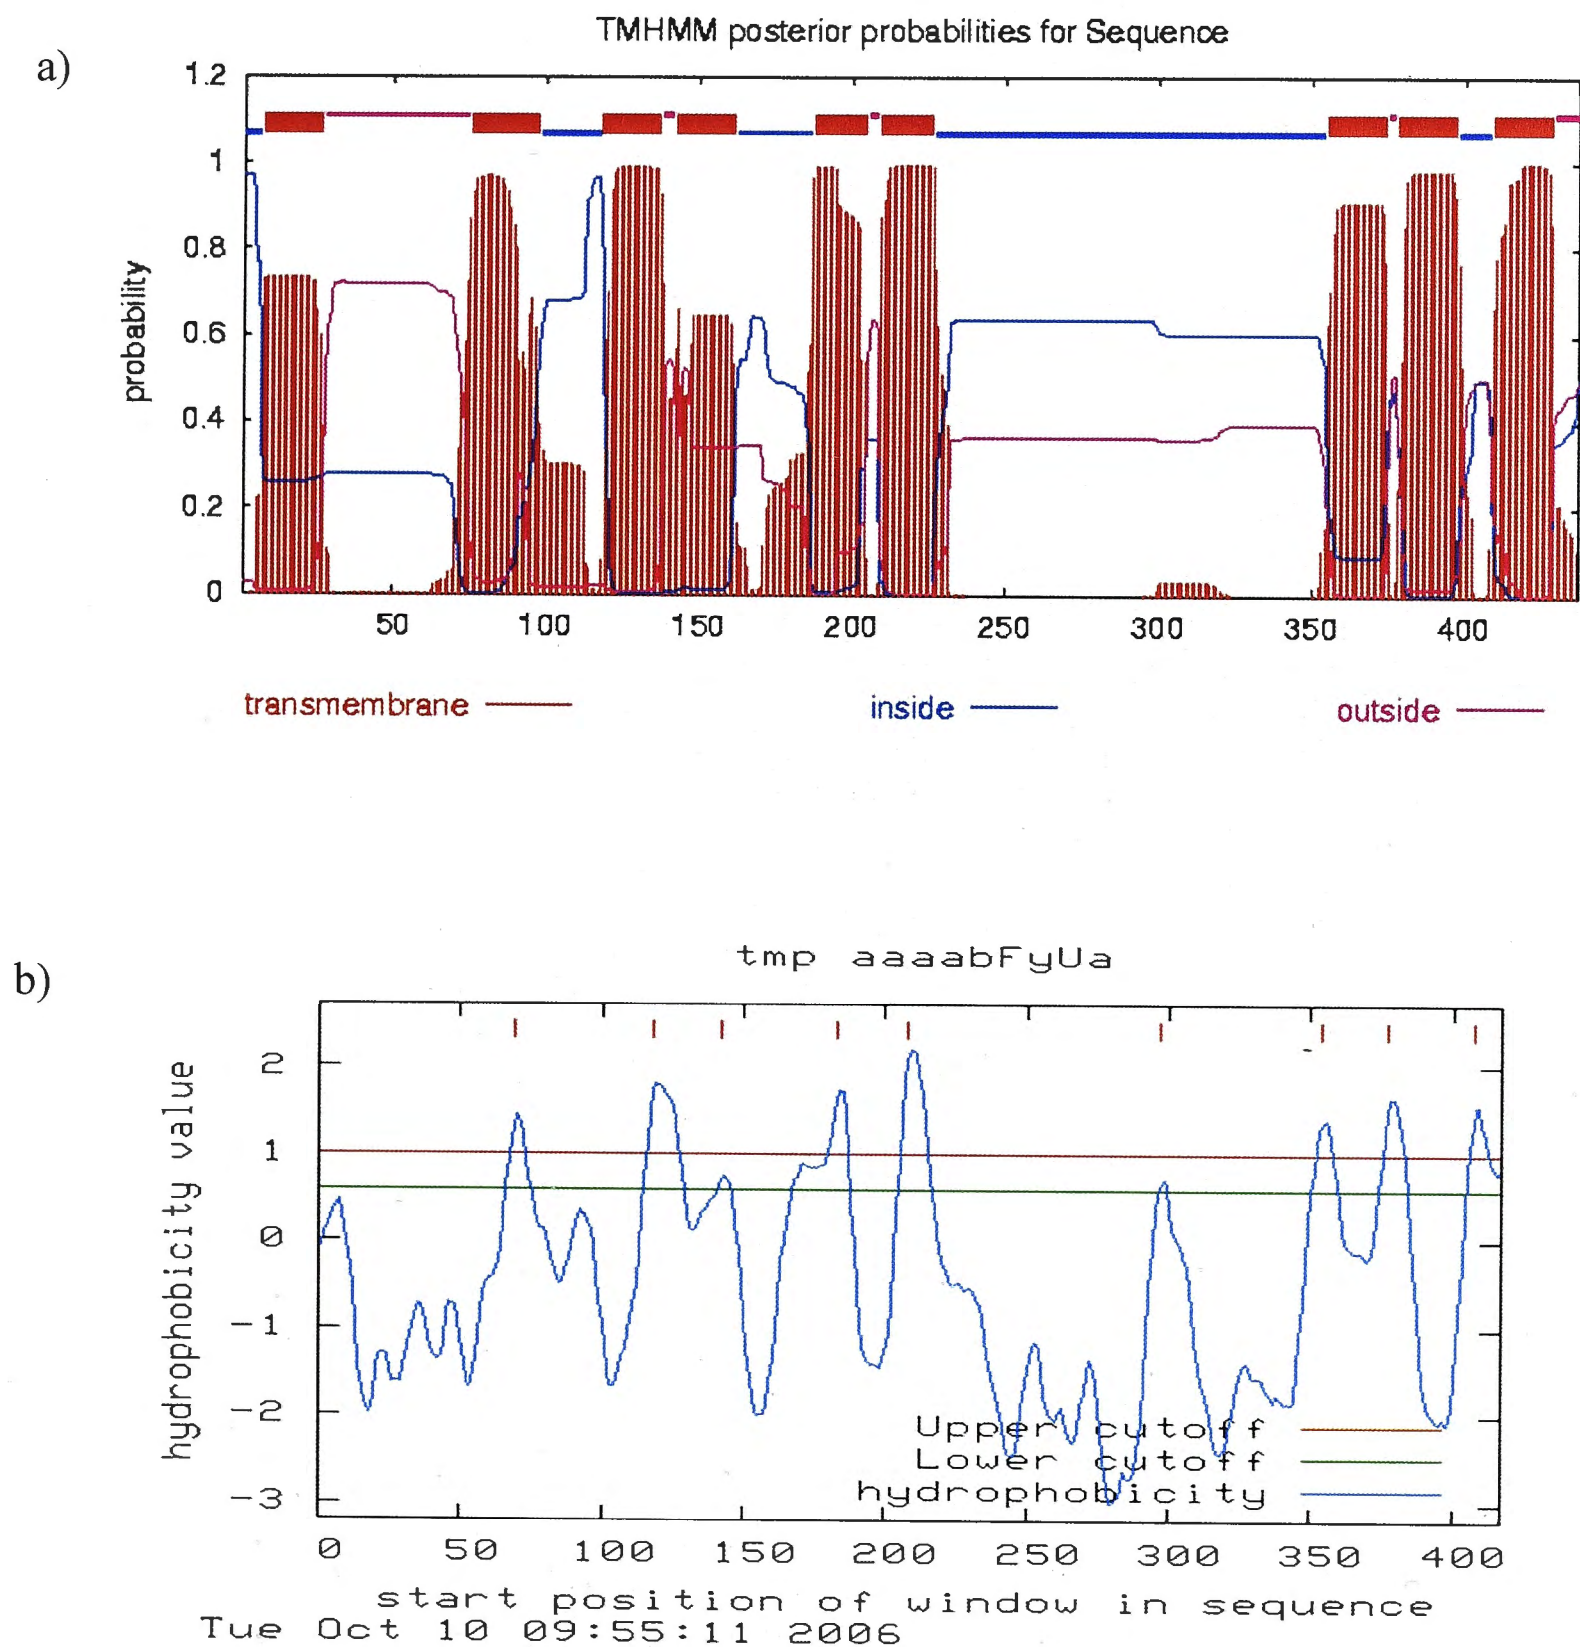 TMHMM posterior probabilities for Sequence
a)
1.2
1
0.8
0.6
0.4
0.2
0
probability
50 100 150 200 250 300 350 400
transmembrane inside outside
tmp aaaabFyUa
b)
2
1
0
-1
-2
-3
hydrophobicity value
Upper cutoff
Lower cutoff
hydrophobicity
0 50 100 150 200 250 300 350 400
start position of window in sequence
Tue Oct 10 09:55:11 2006